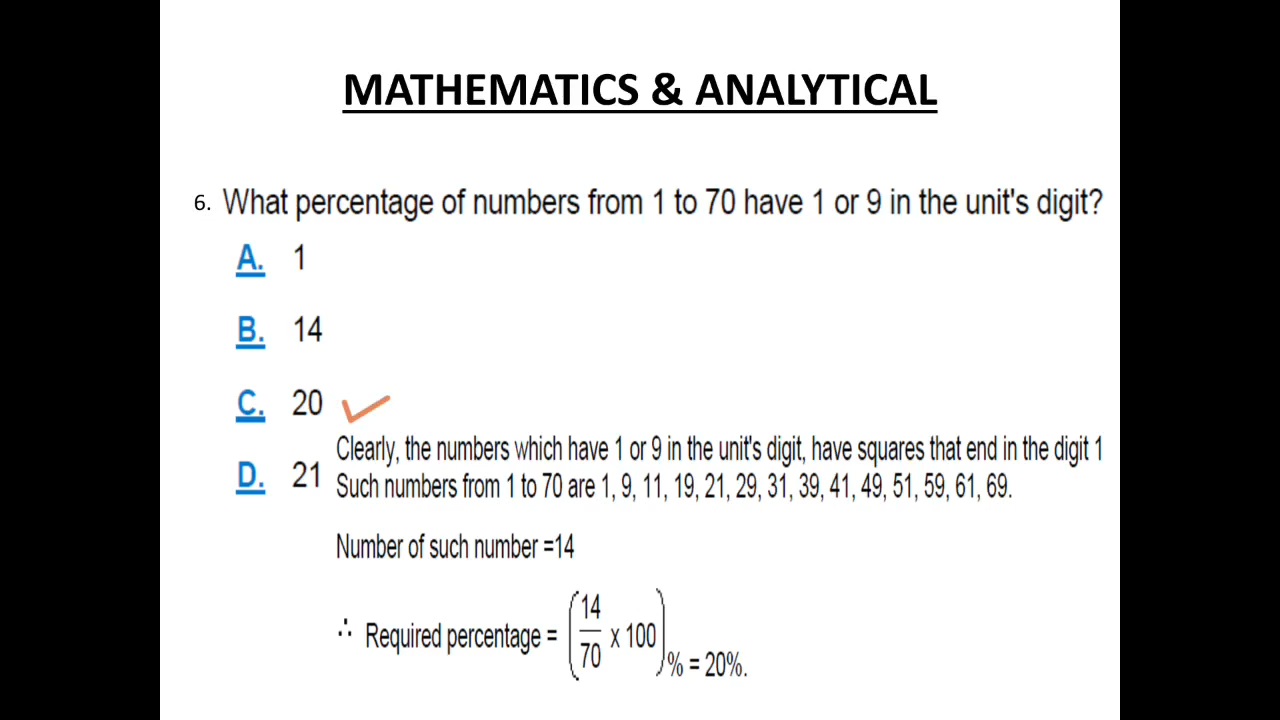 MATHEMATICS & ANALYTICAL
6. What percentage of numbers from 1 to 70 have 1 or 9 in the unit's digit?
A. 1
B. 14
C. 20
D. 21
Clearly, the numbers which have 1 or 9 in the unit's digit, have squares that end in the digit 1
Such numbers from 1 to 70 are 1, 9, 11, 19, 21, 29, 31, 39, 41, 49, 51, 59, 61, 69.
Number of such number =14
∴ Required percentage = (14/70 x 100)% = 20%.